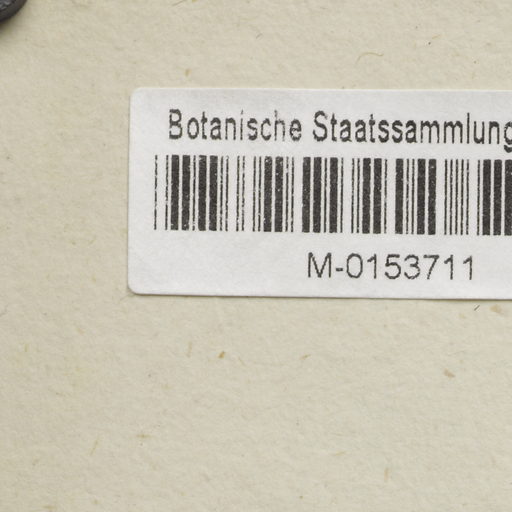 Botanische Staatssammlung
M-0153711